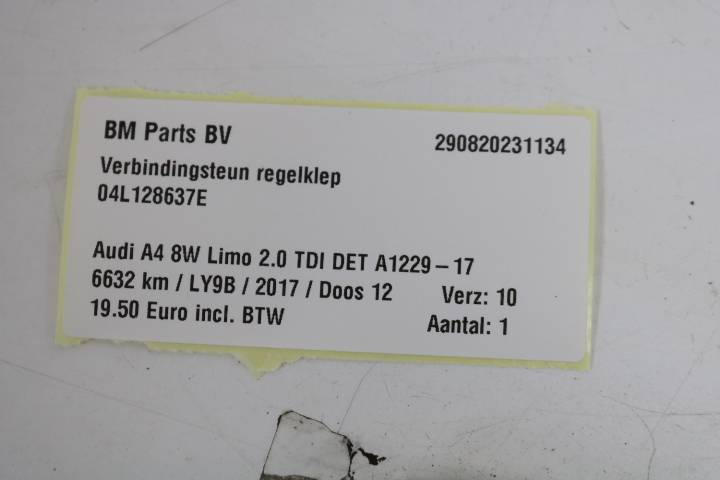 BM Parts BV 290820231134
Verbindingsteun regelklep
04L128637E
Audi A4 8W Limo 2.0 TDI DET A1229-17
6632 km / LY9B / 2017 / Doos 12 Verz: 10
19.50 Euro incl. BTW Aantal: 1